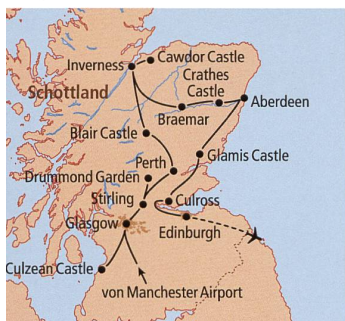 Cawdor Castle
Inverness
Crathes
Castle
Schottland
Aberdeen
Braemar
Blair Castle
Glamis Castle
Perth
Drummond Garden
Stirling
Culross
Glasgow
Edinburgh
Culzean Castle
von Manchester Airport